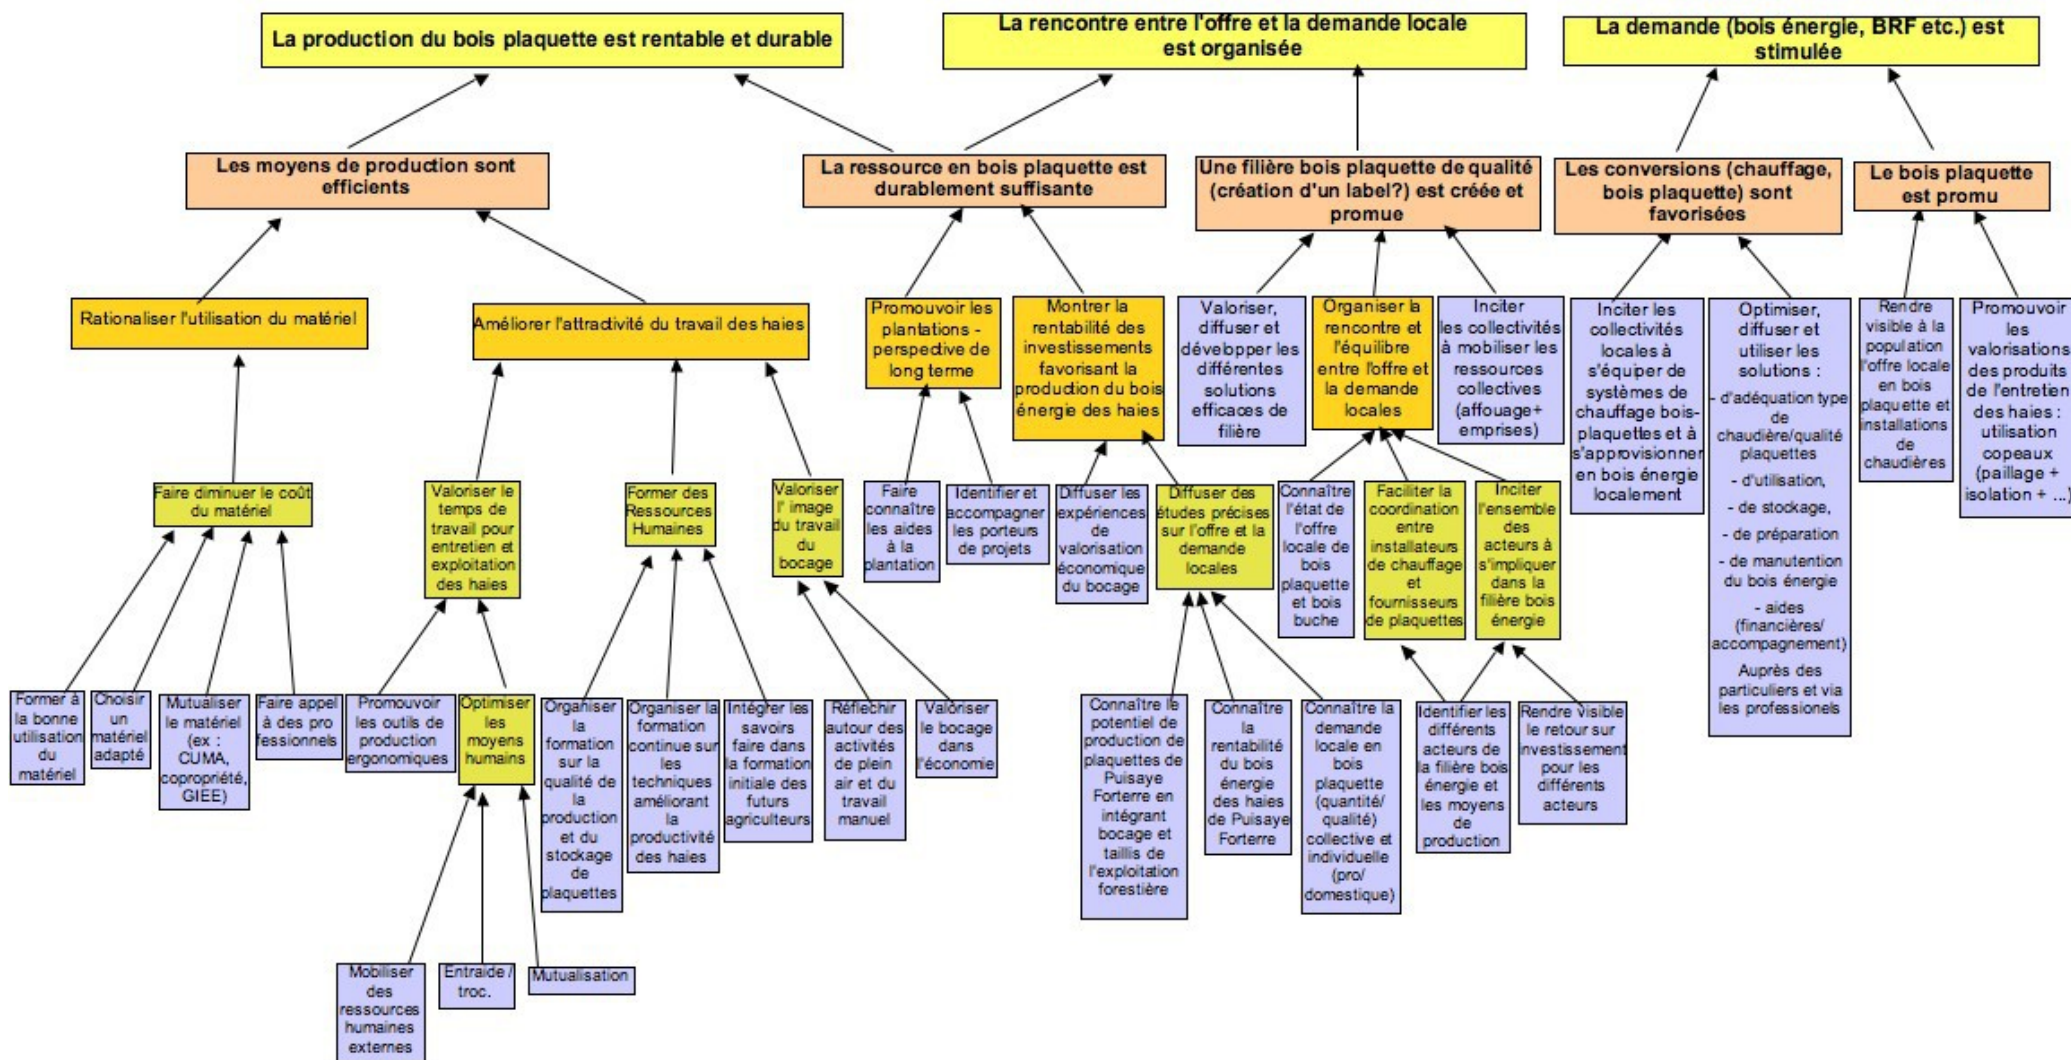 La production du bois plaquette est rentable et durable
La rencontre entre l'offre et la demande locale
est organisée
La demande (bois énergie, BRF etc.) est
stimulée
Les moyens de production sont
efficients
La ressource en bois plaquette est
durablement suffisante
Une filière bois plaquette de qualité
(création d'un label?) est créée et
promue
Les conversions (chauffage,
bois plaquette) sont
favorisées
Le bois plaquette
est promu
Rationaliser l'utilisation du matériel
Améliorer l'attractivité du travail des haies
Promouvoir les
plantations -
perspective de
long terme
Montrer la
rentabilité des
investissements
favorisant la
production du bois
énergie des haies
Valoriser,
diffuser et
développer les
différentes
solutions
efficaces de
filière
Organiser la
rencontre et
l'équilibre
entre l'offre et
la demande
locales
Inciter
les collectivités
à mobiliser les
ressources
collectives
(affouage+
emprises)
Inciter les
collectivités
locales à
s'équiper de
systèmes de
chauffage bois-
plaquettes et à
s'approvisionner
en bois énergie
localement
Optimiser,
diffuser et
utiliser les
solutions :
- d'adéquation type
de
chaudière/qualité
plaquettes
- d'utilisation,
- de stockage,
- de préparation
- de manutention
du bois énergie
- aides
(financières/
accompagnement)
Auprès des
particuliers et via
les professionels
Rendre
visible à la
population
l'offre locale
en bois
plaquette et
installations
de
chaudières
Promouvoir
les
valorisations
des produits
de l'entretien
des haies :
utilisation
copeaux
(paillage +
isolation + ...)
Faire diminuer le coût
du matériel
Valoriser le
temps de
travail pour
entretien et
exploitation
des haies
Former des
Ressources
Humaines
Valoriser
l' image
du travail
du
bocage
Faire
connaître
les aides
à la
plantation
Identifier et
accompagner
les porteurs
de projets
Diffuser les
expériences
de
valorisation
économique
du bocage
Diffuser des
études précises
sur l'offre et la
demande
locales
Connaître
l'état de
l'offre
locale de
bois
plaquette
et bois
buche
Faciliter la
coordination
entre
installateurs
de chauffage
et
fournisseurs
de plaquettes
Inciter
l'ensemble
des
acteurs à
s'impliquer
dans la
filière bois
énergie
Former à
la bonne
utilisation
du
matériel
Choisir
un
matériel
adapté
Mutualiser
le matériel
(ex :
CUMA,
copropriété,
GIEE)
Faire appel
à des pro
fessionnels
Promouvoir
les outils de
production
ergonomiques
Optimiser
les
moyens
humains
Organiser
la
formation
sur la
qualité de
la
production
et du
stockage
de
plaquettes
Organiser la
formation
continue sur
les
techniques
améliorant
la
productivité
des haies
Intégrer les
savoirs
faire dans
la formation
initiale des
futurs
agriculteurs
Réflechir
autour des
activités
de plein
air et du
travail
manuel
Valoriser
le bocage
dans
l'économie
Connaître le
potentiel de
production de
plaquettes de
Puisaye
Forterre en
intégrant
bocage et
taillis de
l'exploitation
forestière
Connaître
la
rentabilité
du bois
énergie
des haies
de Puisaye
Forterre
Connaître la
demande
locale en
bois
plaquette
(quantité/
qualité)
collective et
individuelle
(pro/
domestique)
Identifier les
différents
acteurs de
la filière bois
énergie et
les moyens
de
production
Rendre visible
le retour sur
investissement
pour les
différents
acteurs
Mobiliser
des
ressources
humaines
externes
Entraide /
troc.
Mutualisation